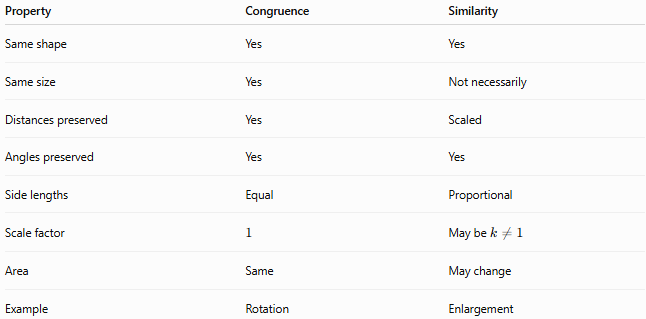 Property Congruence Similarity
Same shape Yes Yes
Same size Yes Not necessarily
Distances preserved Yes Scaled
Angles preserved Yes Yes
Side lengths Equal Proportional
Scale factor 1 May be k ≠ 1
Area Same May change
Example Rotation Enlargement